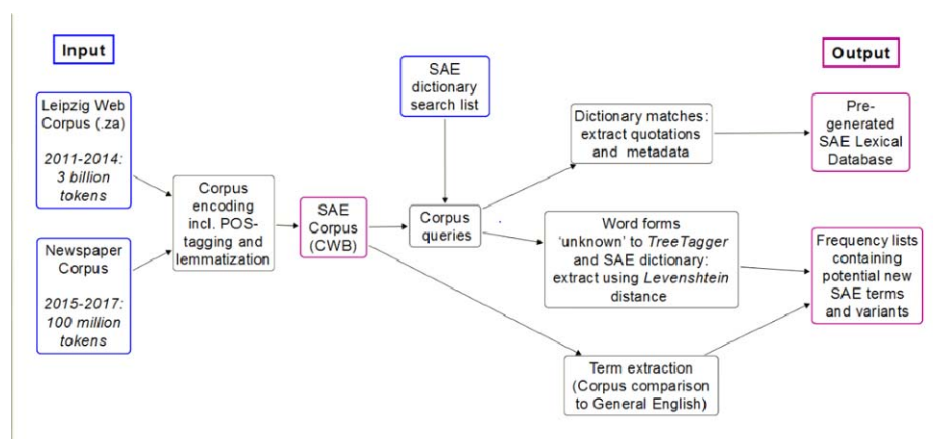 Input
Output
Leipzig Web
Corpus (.za)
2011-2014:
3 billion
tokens
Newspaper
Corpus
2015-2017:
100 million
tokens
Corpus
encoding
incl. POS-
tagging and
lemmatization
SAE
Corpus
(CWB)
SAE
dictionary
search list
Corpus
queries
Dictionary matches:
extract quotations
and metadata
Word forms
'unknown' to TreeTagger
and SAE dictionary:
extract using Levenshtein
distance
Term extraction
(Corpus comparison
to General English)
Pre-
generated
SAE Lexical
Database
Frequency lists
containing
potential new
SAE terms
and variants